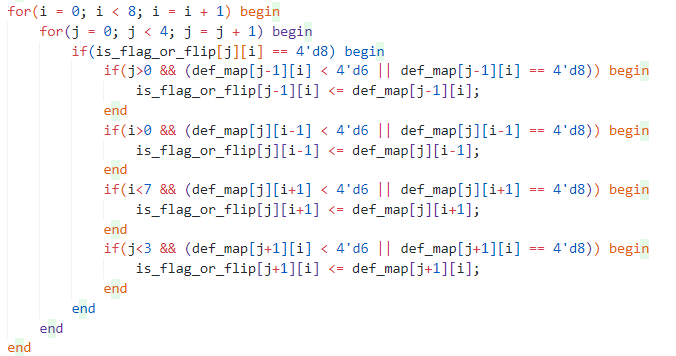 for(i = 0; i < 8; i = i + 1) begin
    for(j = 0; j < 4; j = j + 1) begin
        if(is_flag_or_flip[j][i] == 4'd8) begin
            if(j>0 && (def_map[j-1][i] < 4'd6 || def_map[j-1][i] == 4'd8)) begin
                is_flag_or_flip[j-1][i] <= def_map[j-1][i];
            end
            if(i>0 && (def_map[j][i-1] < 4'd6 || def_map[j][i-1] == 4'd8)) begin
                is_flag_or_flip[j][i-1] <= def_map[j][i-1];
            end
            if(i<7 && (def_map[j][i+1] < 4'd6 || def_map[j][i+1] == 4'd8)) begin
                is_flag_or_flip[j][i+1] <= def_map[j][i+1];
            end
            if(j<3 && (def_map[j+1][i] < 4'd6 || def_map[j+1][i] == 4'd8)) begin
                is_flag_or_flip[j+1][i] <= def_map[j+1][i];
            end
        end
    end
end